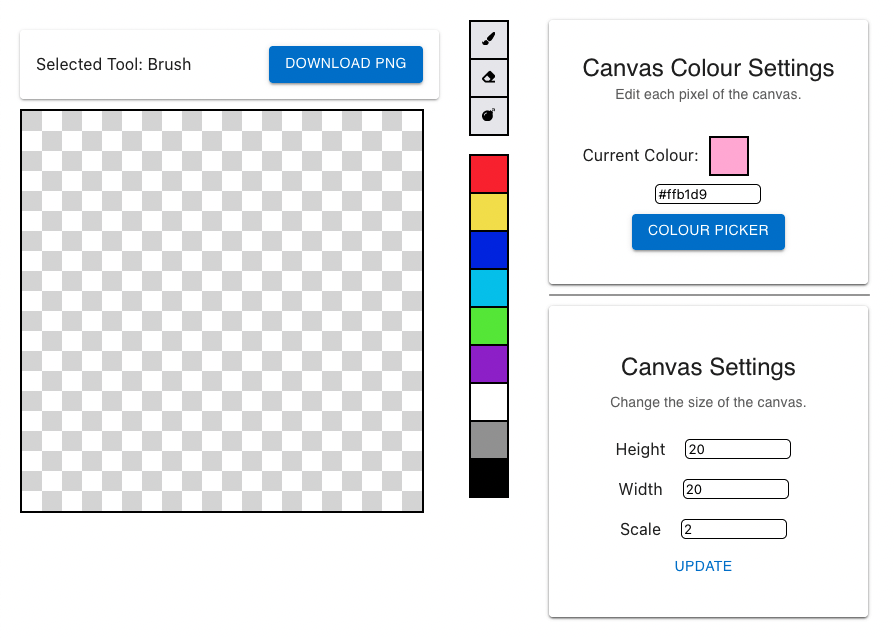 Selected Tool: Brush
DOWNLOAD PNG
Canvas Colour Settings
Edit each pixel of the canvas.
Current Colour:
#ffb1d9
COLOUR PICKER
Canvas Settings
Change the size of the canvas.
Height 20
Width 20
Scale 2
UPDATE